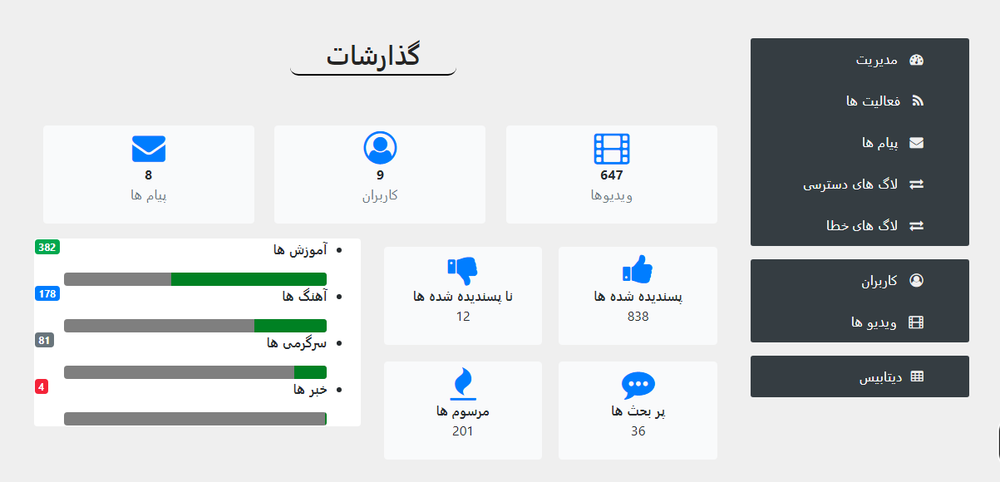 مدیریت
فعالیت ها
پیام ها
لاگ های دسترسی
لاگ های خطا
کاربران
ویدیو ها
دیتابیس
گذارشات
647
ویدیوها
9
کاربران
8
پیام ها
پسندیده شده ها
838
نا پسندیده شده ها
12
پر بحث ها
36
مرسوم ها
201
آموزش ها
382
آهنگ ها
178
سرگرمی ها
81
خبر ها
4